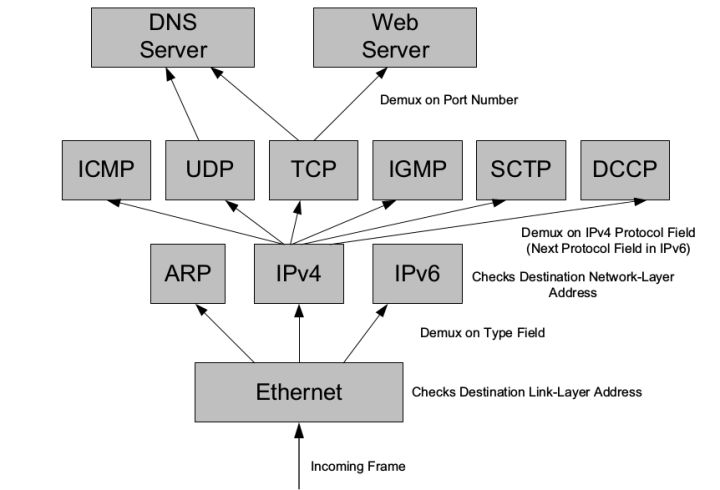 DNS
Server
Web
Server
Demux on Port Number
ICMP
UDP
TCP
IGMP
SCTP
DCCP
Demux on IPv4 Protocol Field
(Next Protocol Field in IPv6)
ARP
IPv4
IPv6
Checks Destination Network-Layer
Address
Demux on Type Field
Ethernet
Checks Destination Link-Layer Address
Incoming Frame